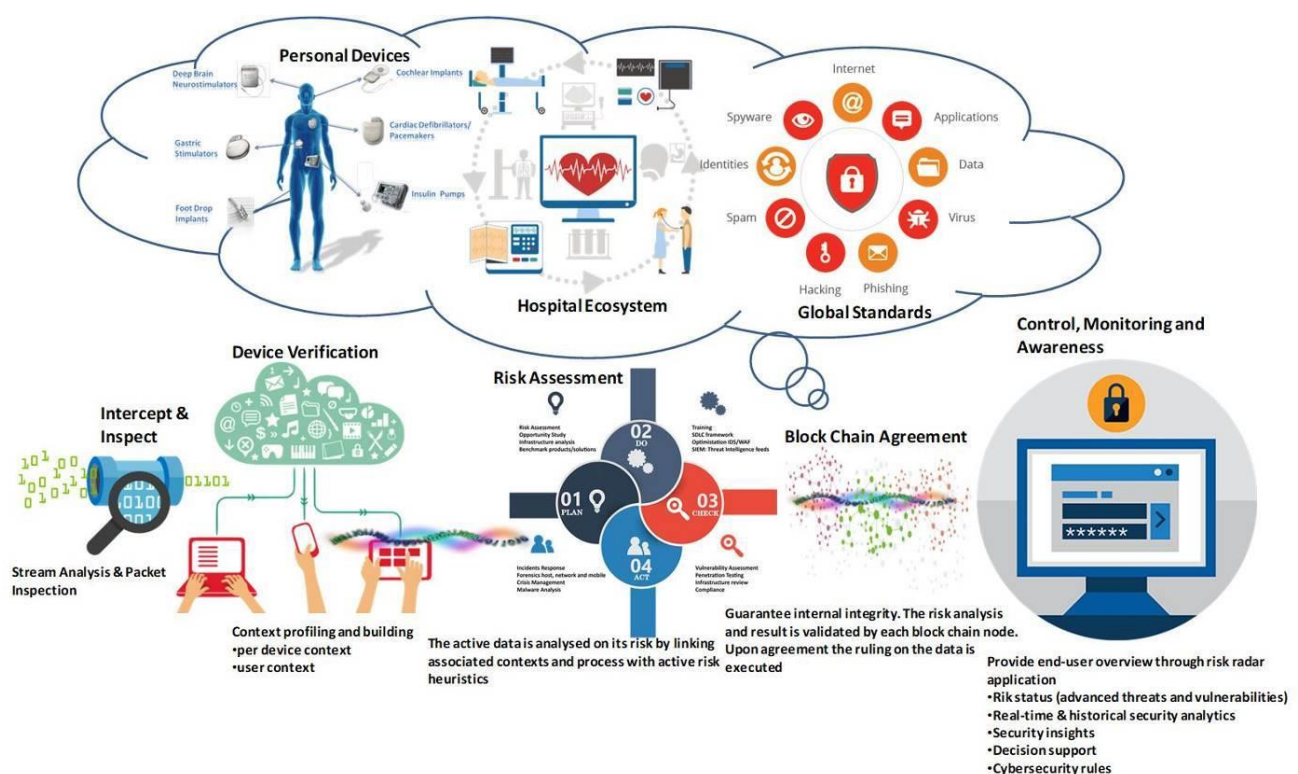 Personal Devices
Deep Brain
Neurostimulators
Cochlear Implants
Gastric
Stimulators
Cardiac Defibrillators/
Pacemakers
Foot Drop
Implants
Insulin Pumps
Hospital Ecosystem
Internet
Spyware
Applications
Identities
Data
Spam
Virus
Hacking
Phishing
Global Standards
@
Intercept &
Inspect
101 0
01101
0100
Stream Analysis & Packet
Inspection
Device Verification
Context profiling and building
•per device context
•user context
Risk Assessment
Risk Assessment
Opportunity Study
Infrastructure analysis
Benchmark products/solutions
Training
SDLC framework
Optimistation IDS/WAF
SIEM: Threat Intelligence feeds
01
PLAN
02
DO
03
CHECK
04
ACT
Incidents Response
Forensics host, network and mobile
Crisis Management
Malware Analysis
Vulnerability Assessment
Penetration Testing
Infrastructure review
Compliance
The active data is analysed on its risk by linking
associated contexts and process with active risk
heuristics
Block Chain Agreement
Guarantee internal integrity. The risk analysis
and result is validated by each block chain node.
Upon agreement the ruling on the data is
executed
Control, Monitoring and
Awareness
******
Provide end-user overview through risk radar
application
•Rik status (advanced threats and vulnerabilities)
•Real-time & historical security analytics
•Security insights
•Decision support
•Cybersecurity rules